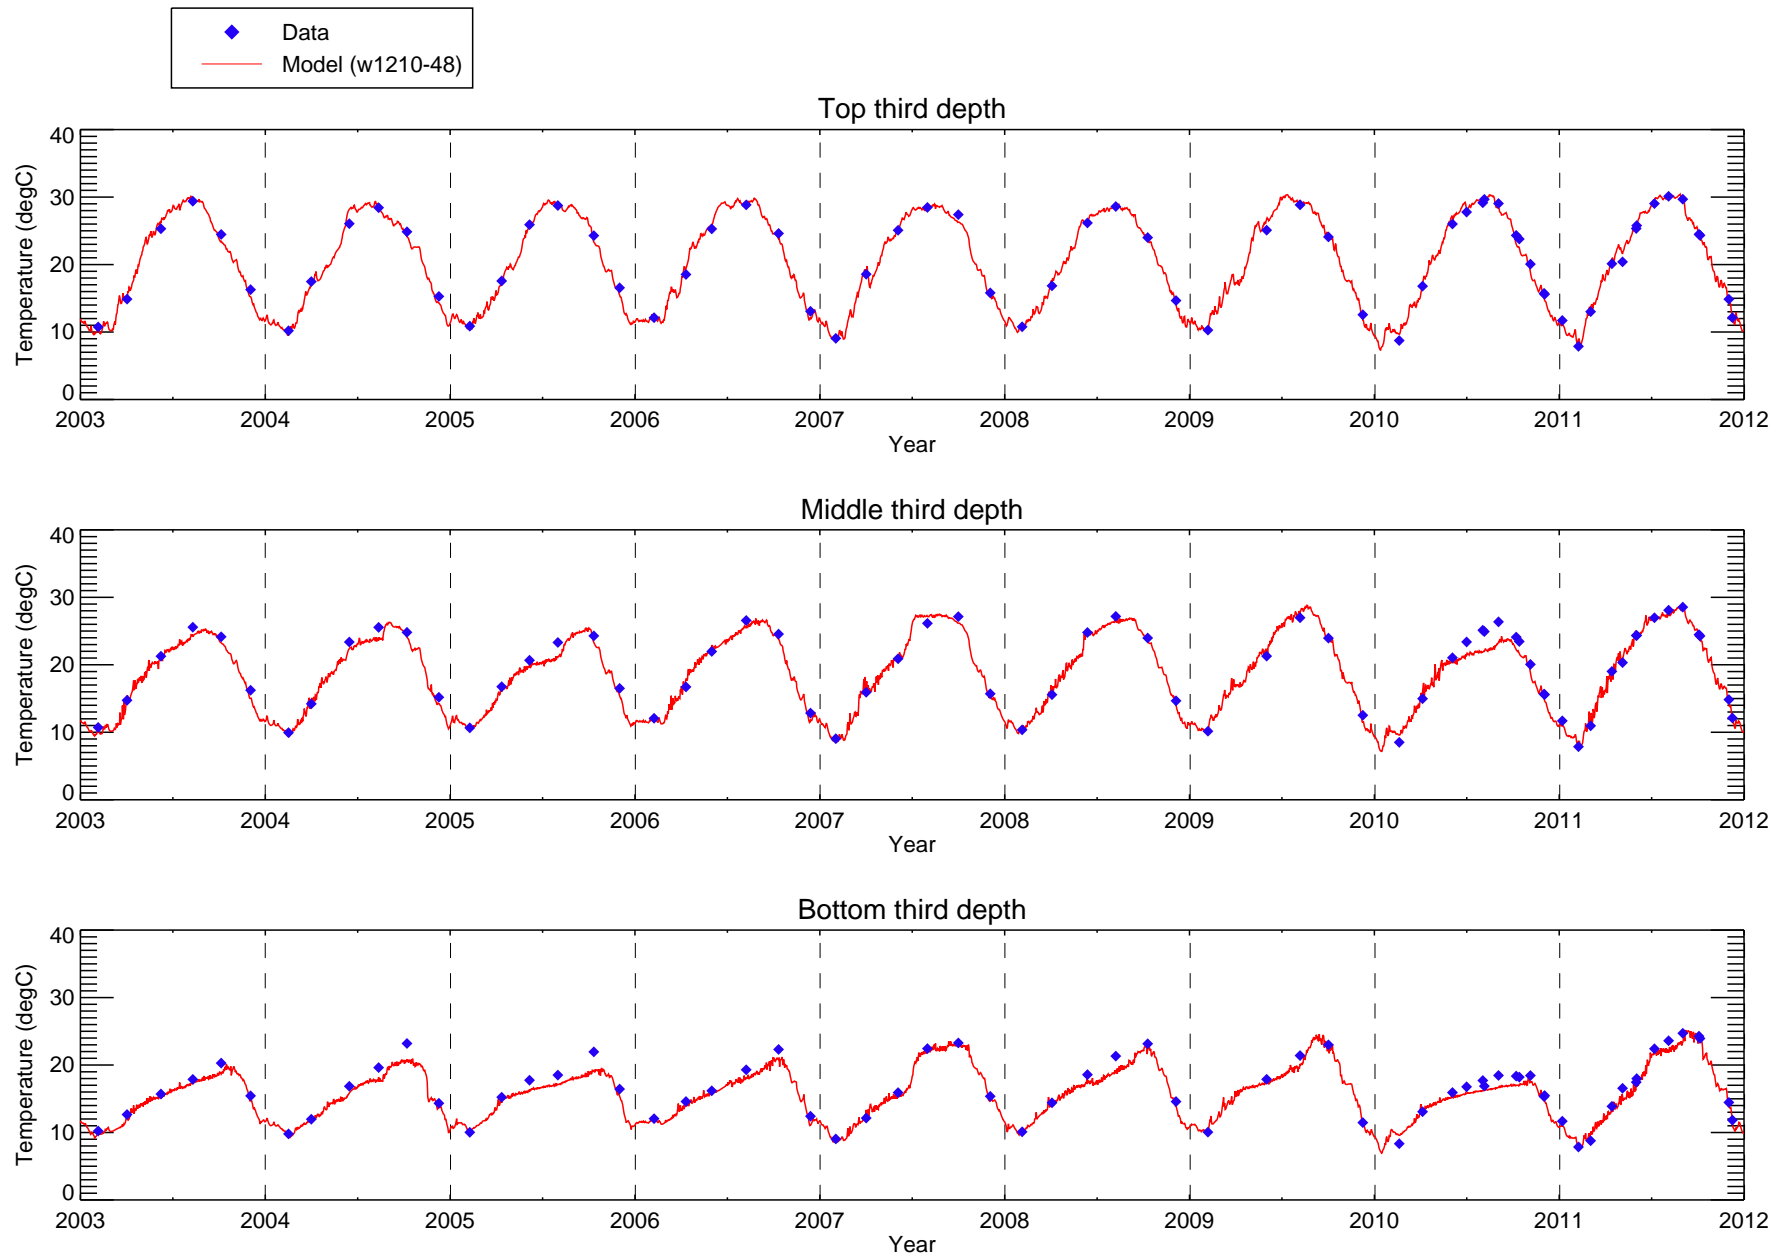 Data
Model (w1210-48)
Top third depth
40
30
20
10
0
Temperature (degC)
2003 2004 2005 2006 2007 2008 2009 2010 2011 2012
Year
Middle third depth
40
30
20
10
0
Temperature (degC)
2003 2004 2005 2006 2007 2008 2009 2010 2011 2012
Year
Bottom third depth
40
30
20
10
0
Temperature (degC)
2003 2004 2005 2006 2007 2008 2009 2010 2011 2012
Year